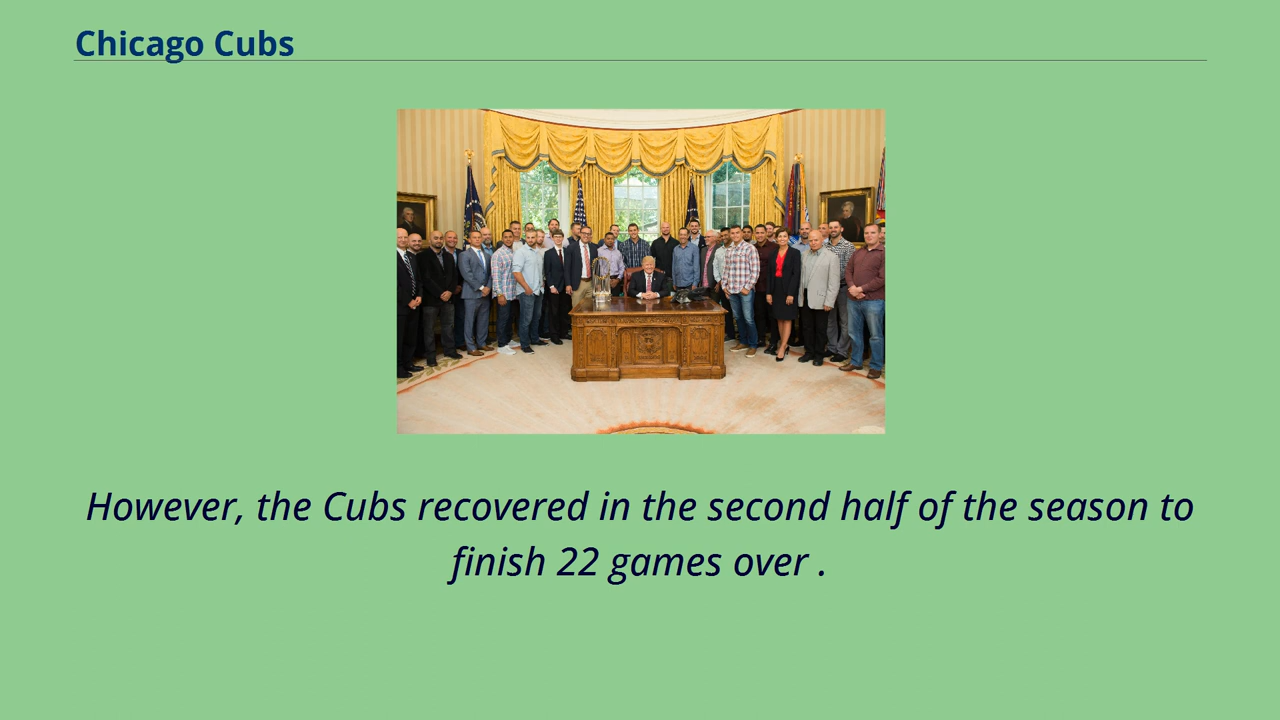 Chicago Cubs
However, the Cubs recovered in the second half of the season to
finish 22 games over .